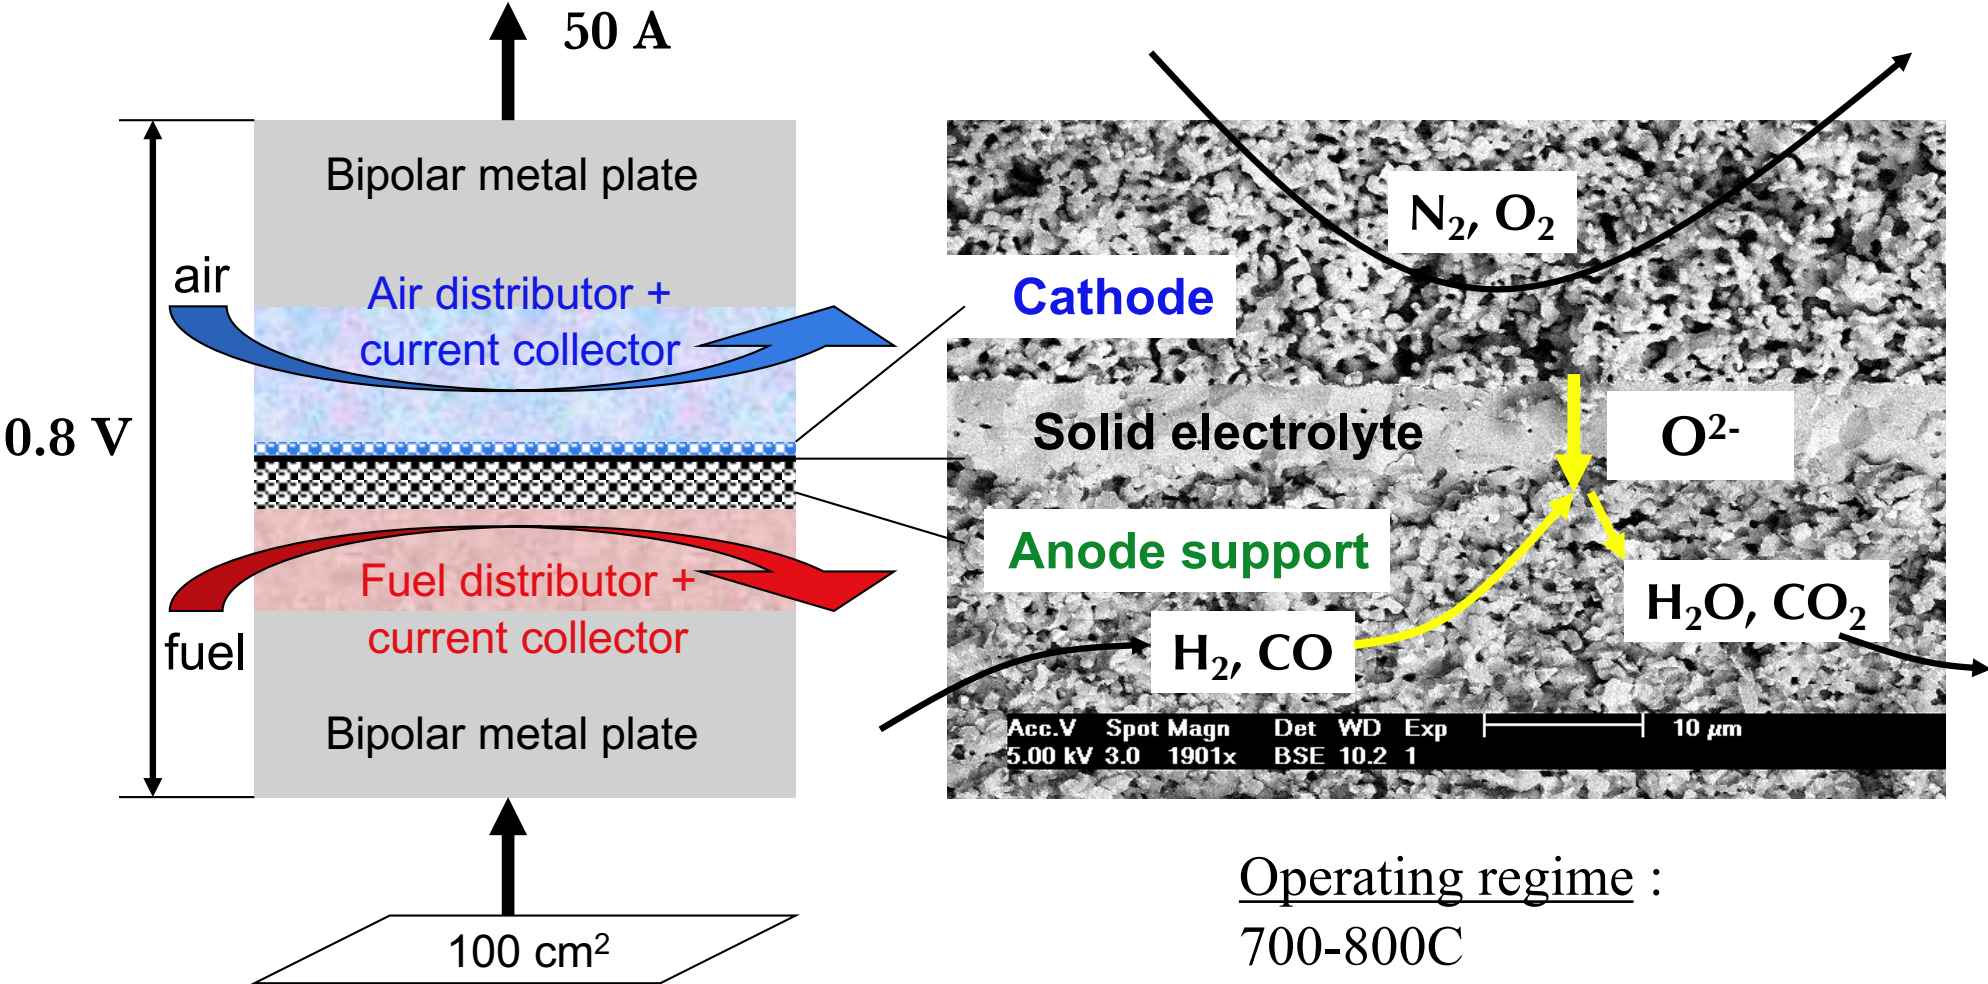 50 A
Bipolar metal plate
air
Air distributor +
current collector
0.8 V
Fuel distributor +
current collector
fuel
Bipolar metal plate
100 cm²
N₂, O₂
Cathode
Solid electrolyte
O²⁻
Anode support
H₂, CO
H₂O, CO₂
Acc.V Spot Magn Det WD Exp 10 µm
5.00 kV 3.0 1901x BSE 10.2 1
Operating regime :
700-800C